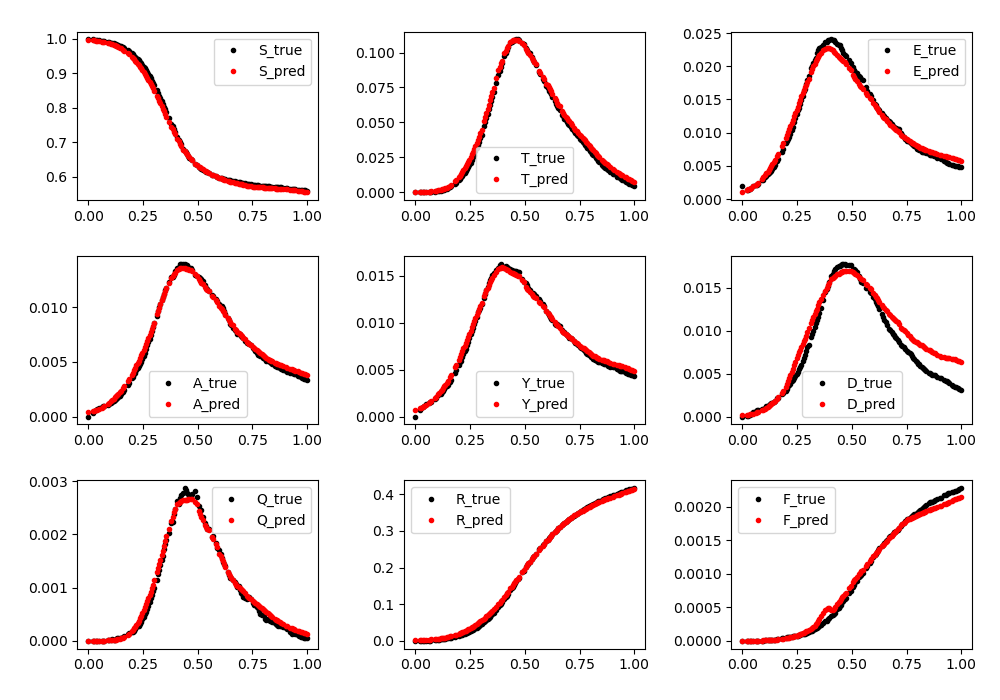 1.0
0.9
0.8
0.7
0.6
S_true
S_pred
0.00 0.25 0.50 0.75 1.00
0.100
0.075
0.050
0.025
0.000
T_true
T_pred
0.00 0.25 0.50 0.75 1.00
0.025
0.020
0.015
0.010
0.005
0.000
E_true
E_pred
0.00 0.25 0.50 0.75 1.00
0.010
0.005
0.000
A_true
A_pred
0.00 0.25 0.50 0.75 1.00
0.015
0.010
0.005
0.000
Y_true
Y_pred
0.00 0.25 0.50 0.75 1.00
0.015
0.010
0.005
0.000
D_true
D_pred
0.00 0.25 0.50 0.75 1.00
0.003
0.002
0.001
0.000
Q_true
Q_pred
0.00 0.25 0.50 0.75 1.00
0.4
0.3
0.2
0.1
0.0
R_true
R_pred
0.00 0.25 0.50 0.75 1.00
0.0020
0.0015
0.0010
0.0005
0.0000
F_true
F_pred
0.00 0.25 0.50 0.75 1.00